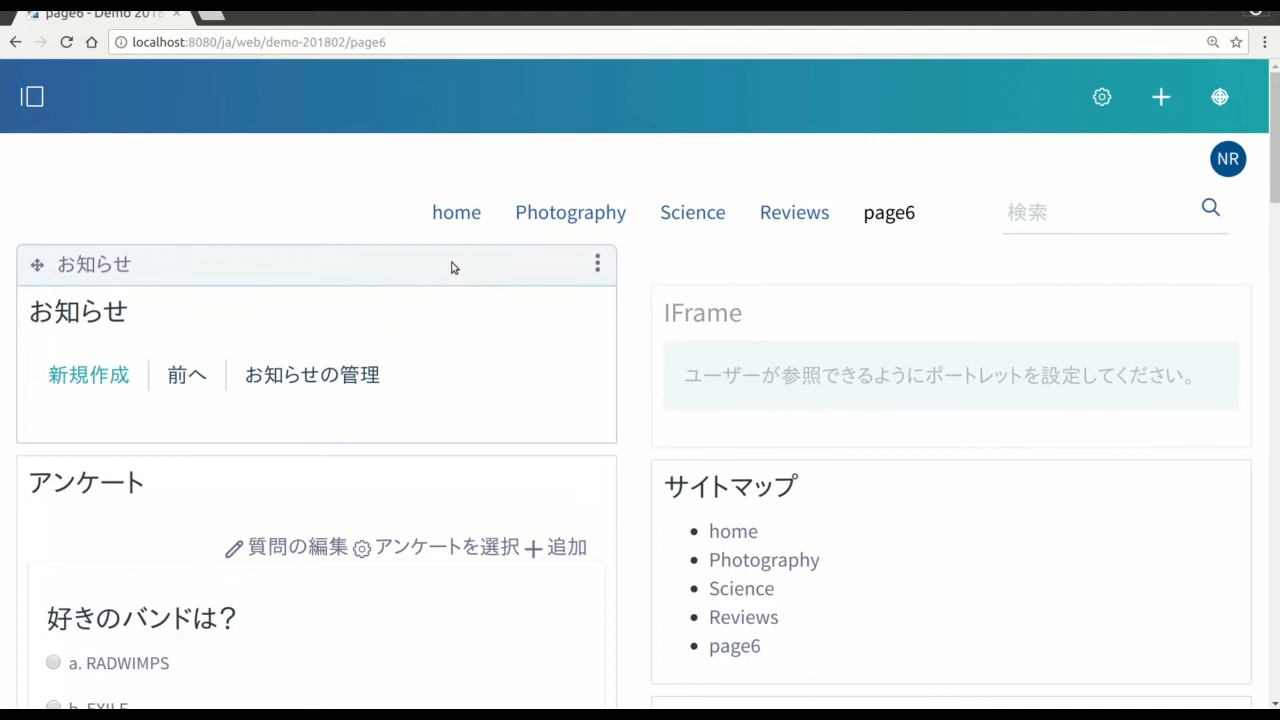 page6 - Demo 2018
localhost:8080/ja/web/demo-201802/page6
NR
home Photography Science Reviews page6 検索
お知らせ
お知らせ
新規作成 前へ お知らせの管理
IFrame
ユーザーが参照できるようにポートレットを設定してください。
アンケート
質問の編集 アンケートを選択 追加
好きのバンドは?
a. RADWIMPS
b. EXILE
サイトマップ
home
Photography
Science
Reviews
page6